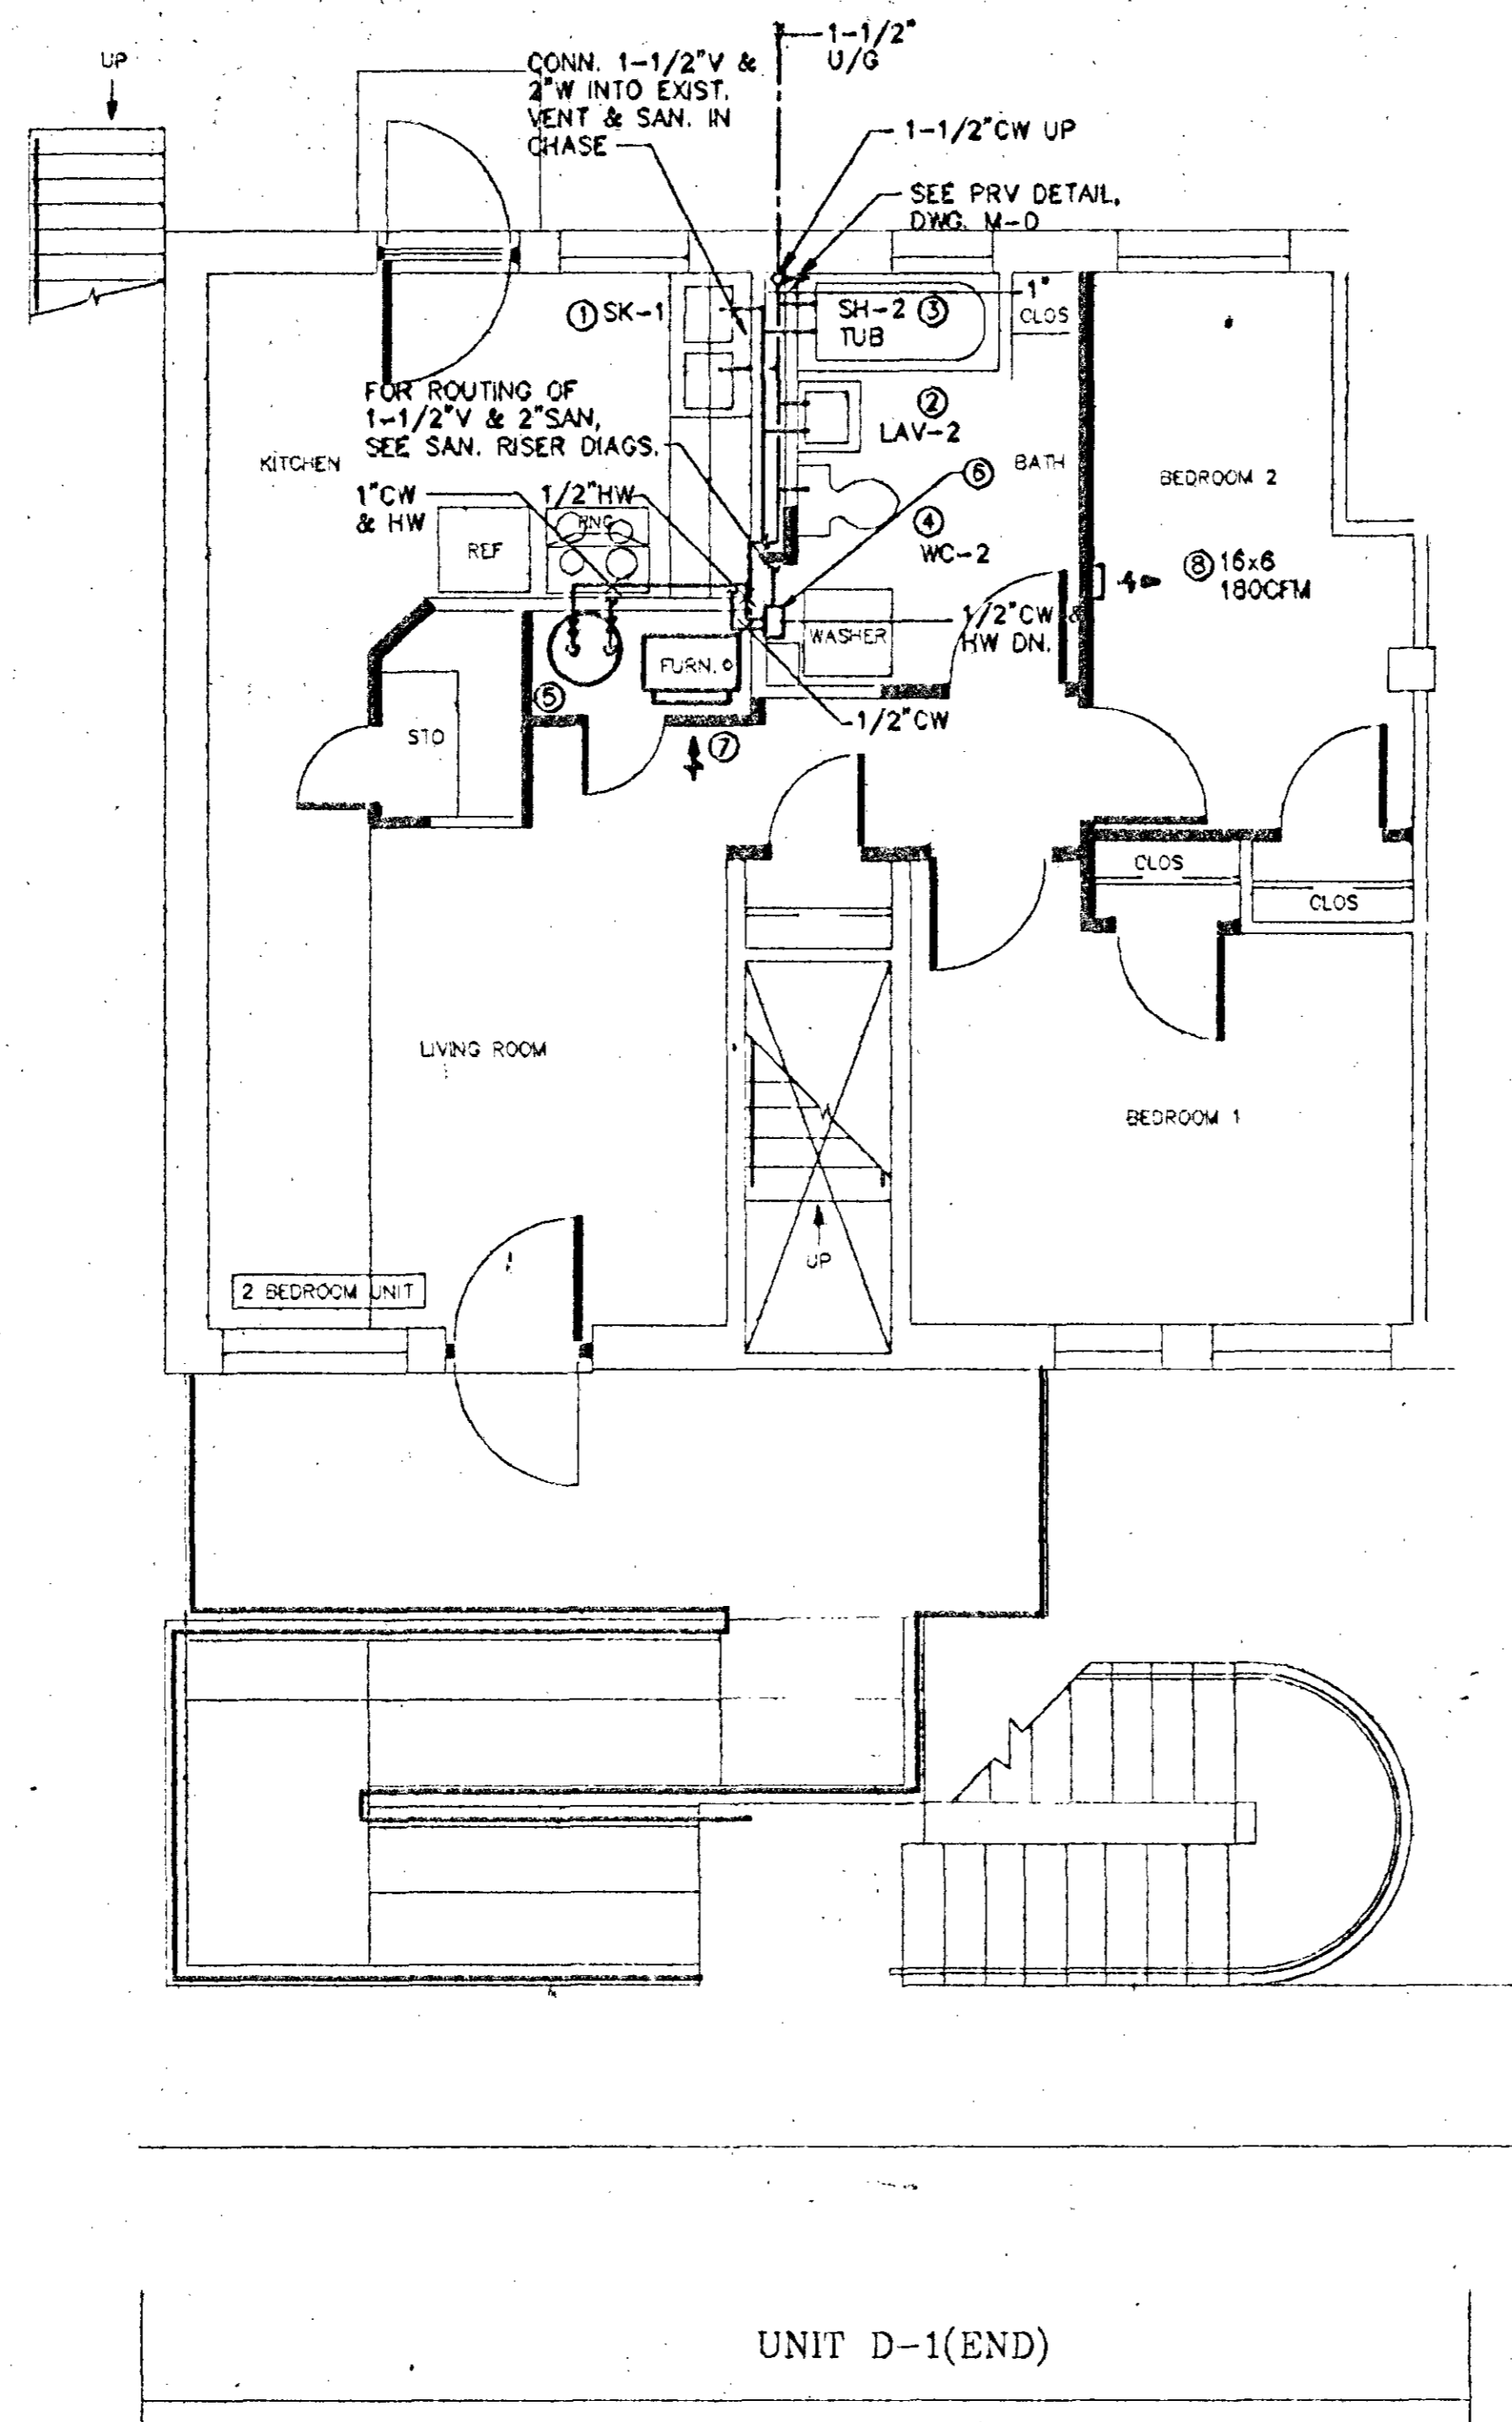 UP
CONN. 1-1/2"V &
2"W INTO EXIST.
VENT & SAN. IN
CHASE
1-1/2"
U/G
1-1/2"CW UP
SEE PRV DETAIL,
DWG. M-0
① SK-1
SH-2 ③
TUB
1"
CLOS
FOR ROUTING OF
1-1/2"V & 2"SAN,
SEE SAN. RISER DIAGS.
②
LAV-2
KITCHEN
BATH
⑥
BEDROOM 2
1"CW
& HW
1/2"HW
REF
RNG
④
WC-2
⑧ 16x6
180CFM
1/2"CW &
HW DN.
WASHER
FURN.
⑤
STO
1/2"CW
⑦
CLOS
CLOS
LIVING ROOM
BEDROOM 1
UP
2 BEDROOM UNIT
UNIT D-1(END)